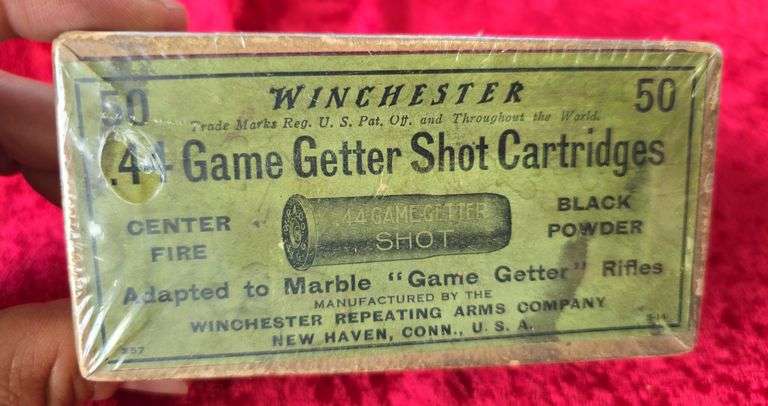 50 WINCHESTER 50
Trade Marks Reg. U. S. Pat. Off. and Throughout the World.
.44 Game Getter Shot Cartridges
CENTER FIRE
.44 GAME GETTER
SHOT
BLACK POWDER
Adapted to Marble "Game Getter" Rifles
MANUFACTURED BY THE
WINCHESTER REPEATING ARMS COMPANY
NEW HAVEN, CONN., U. S. A.